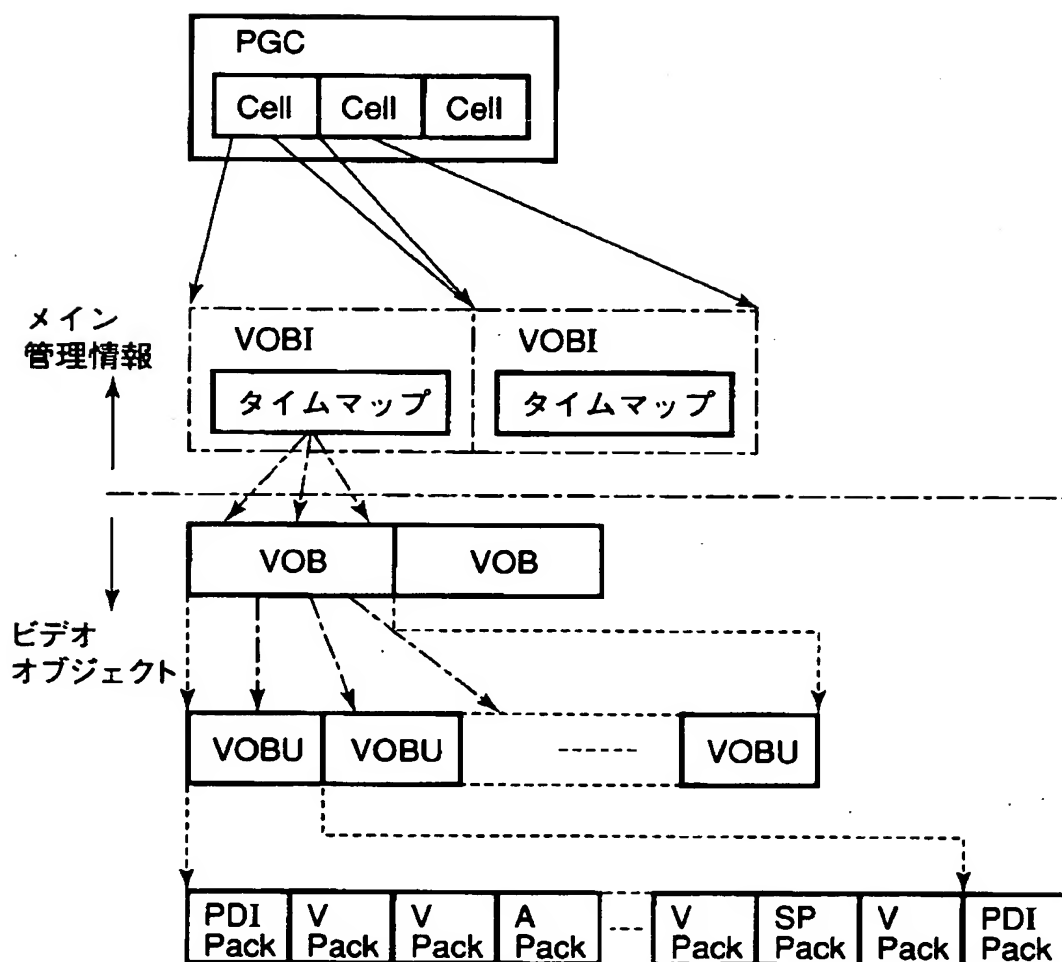 PGC
Cell Cell Cell
メイン
管理情報
VOBI VOBI
タイムマップ タイムマップ
VOB VOB
ビデオ
オブジェクト
VOBU VOBU VOBU
PDI V V A V SP V PDI
Pack Pack Pack Pack Pack Pack Pack Pack